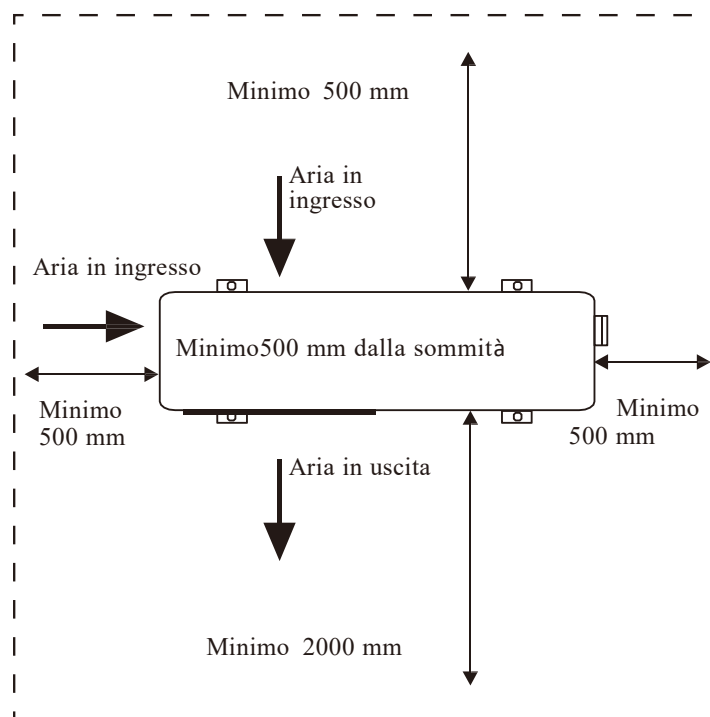 Minimo 500 mm
Aria in
ingresso
Aria in ingresso
Minimo500 mm dalla sommità
Minimo
500 mm
Minimo
500 mm
Aria in uscita
Minimo 2000 mm